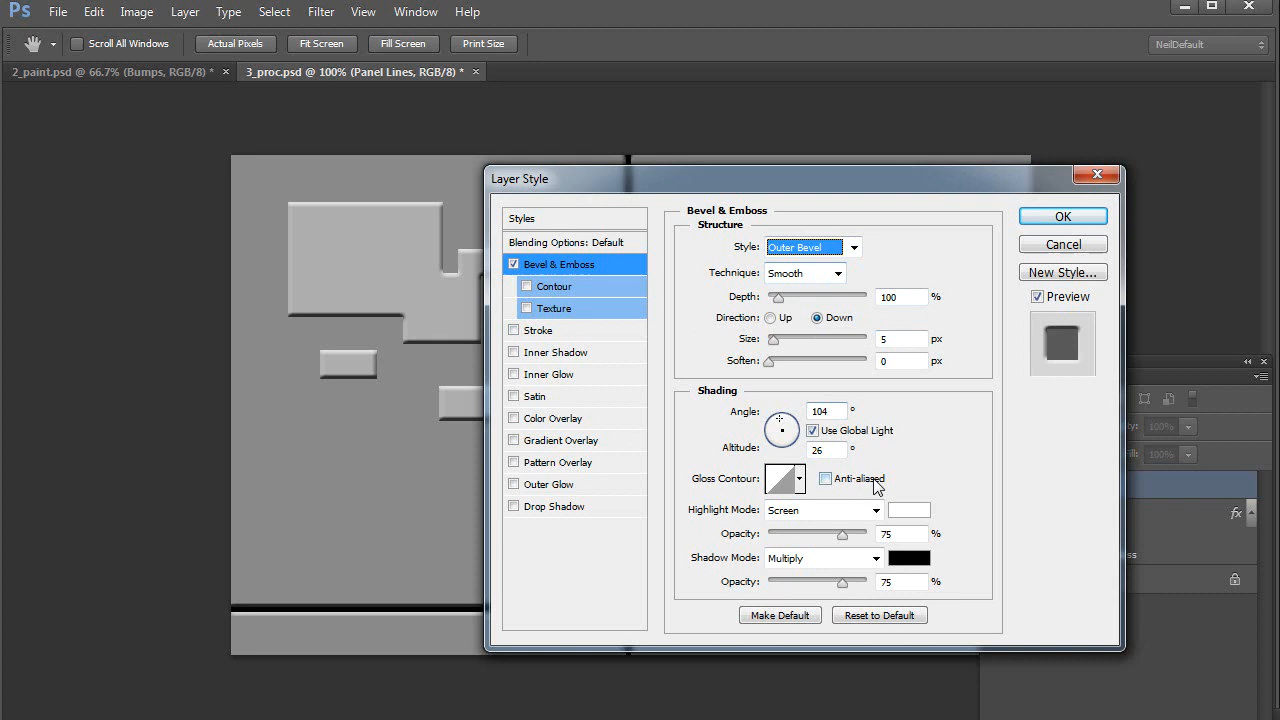 Ps File Edit Image Layer Type Select Filter View Window Help
Scroll All Windows Actual Pixels Fit Screen Fill Screen Print Size NeilDefault
2_paint.psd @ 66.7% (Bumps, RGB/8) * × 3_proc.psd @ 100% (Panel Lines, RGB/8) * ×
Layer Style
Styles
Blending Options: Default
Bevel & Emboss
Contour
Texture
Stroke
Inner Shadow
Inner Glow
Satin
Color Overlay
Gradient Overlay
Pattern Overlay
Outer Glow
Drop Shadow
Bevel & Emboss
Structure
Style: Outer Bevel
Technique: Smooth
Depth: 100 %
Direction: Up Down
Size: 5 px
Soften: 0 px
Shading
Angle: 104 °
Use Global Light
Altitude: 26 °
Gloss Contour: Anti-aliased
Highlight Mode: Screen
Opacity: 75 %
Shadow Mode: Multiply
Opacity: 75 %
Make Default Reset to Default
OK
Cancel
New Style...
Preview
100%
100%
fx